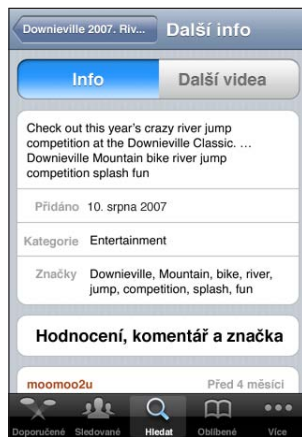 Downieville 2007. Riv...
Další info
Info
Další videa
Check out this year's crazy river jump
competition at the Downieville Classic. ...
Downieville Mountain bike river jump
competition splash fun
Přidáno 10. srpna 2007
Kategorie Entertainment
Značky Downieville, Mountain, bike, river,
jump, competition, splash, fun
Hodnocení, komentář a značka
moomoo2u Před 4 měsíci
Doporučené Sledované Hledat Oblíbené Více